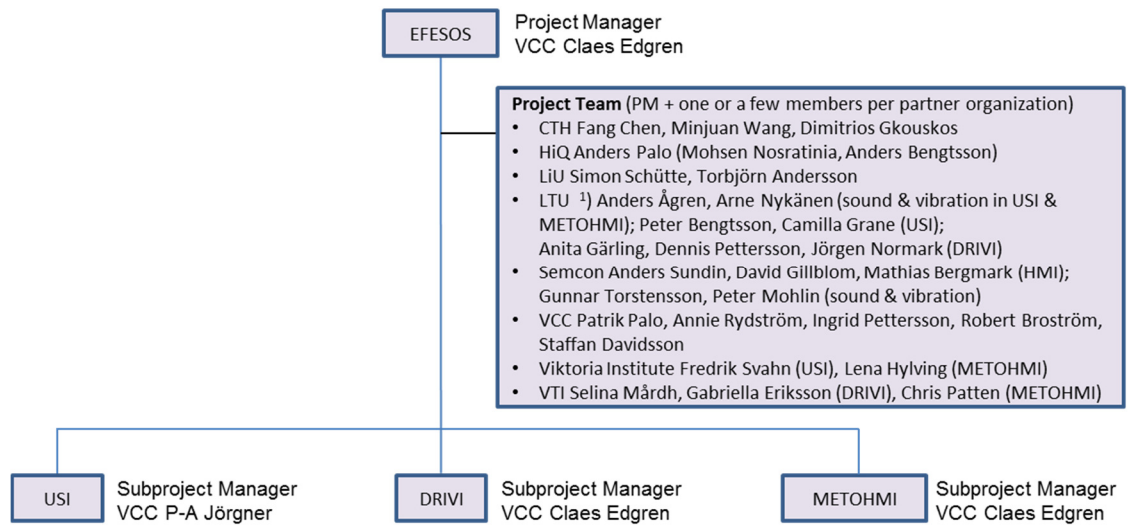 EFESOS
Project Manager
VCC Claes Edgren
Project Team (PM + one or a few members per partner organization)
• CTH Fang Chen, Minjuan Wang, Dimitrios Gkouskos
• HiQ Anders Palo (Mohsen Nosratinia, Anders Bengtsson)
• LiU Simon Schütte, Torbjörn Andersson
• LTU ¹) Anders Ågren, Arne Nykänen (sound & vibration in USI &
METOHMI); Peter Bengtsson, Camilla Grane (USI);
Anita Gärling, Dennis Pettersson, Jörgen Normark (DRIVI)
• Semcon Anders Sundin, David Gillblom, Mathias Bergmark (HMI);
Gunnar Torstensson, Peter Mohlin (sound & vibration)
• VCC Patrik Palo, Annie Rydström, Ingrid Pettersson, Robert Broström,
Staffan Davidsson
• Viktoria Institute Fredrik Svahn (USI), Lena Hylving (METOHMI)
• VTI Selina Mårdh, Gabriella Eriksson (DRIVI), Chris Patten (METOHMI)
USI
Subproject Manager
VCC P-A Jörgner
DRIVI
Subproject Manager
VCC Claes Edgren
METOHMI
Subproject Manager
VCC Claes Edgren